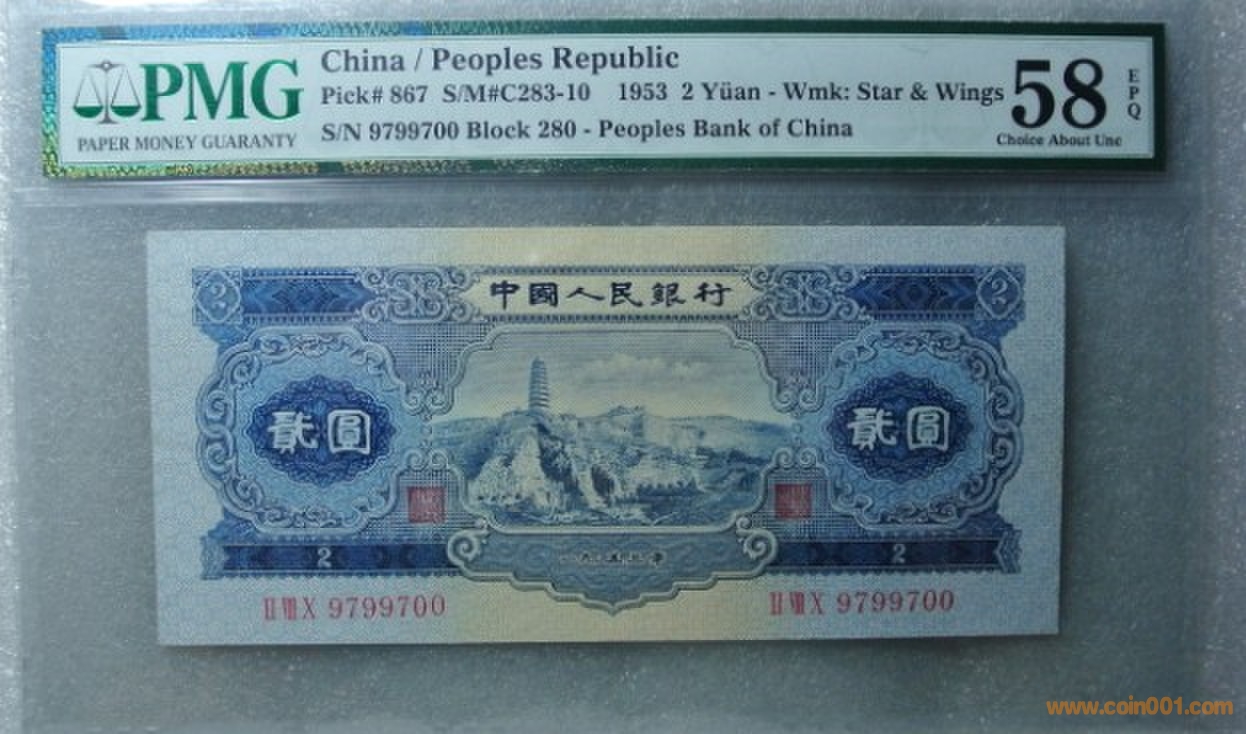 China / Peoples Republic
PMG
PAPER MONEY GUARANTY
Pick# 867 S/M#C283-10 1953 2 Yüan - Wmk: Star & Wings
S/N 9799700 Block 280 - Peoples Bank of China
58
EPQ
Choice About Unc
2
中國人民銀行
2
貳圓
貳圓
2
一九五三年
2
II VIII X 9799700
II VIII X 9799700
www.coin001.com